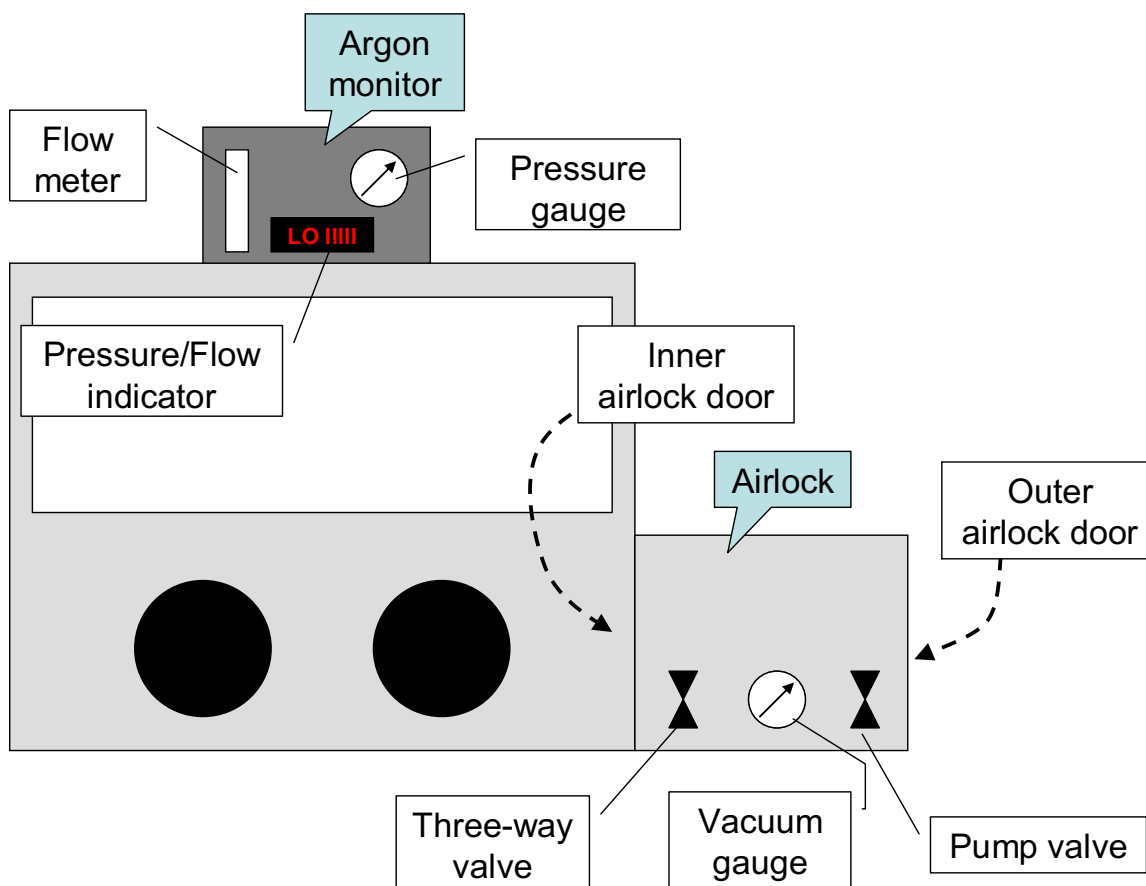 Argon
monitor
Flow
meter
Pressure
gauge
LO IIIII
Pressure/Flow
indicator
Inner
airlock door
Airlock
Outer
airlock door
Three-way
valve
Vacuum
gauge
Pump valve